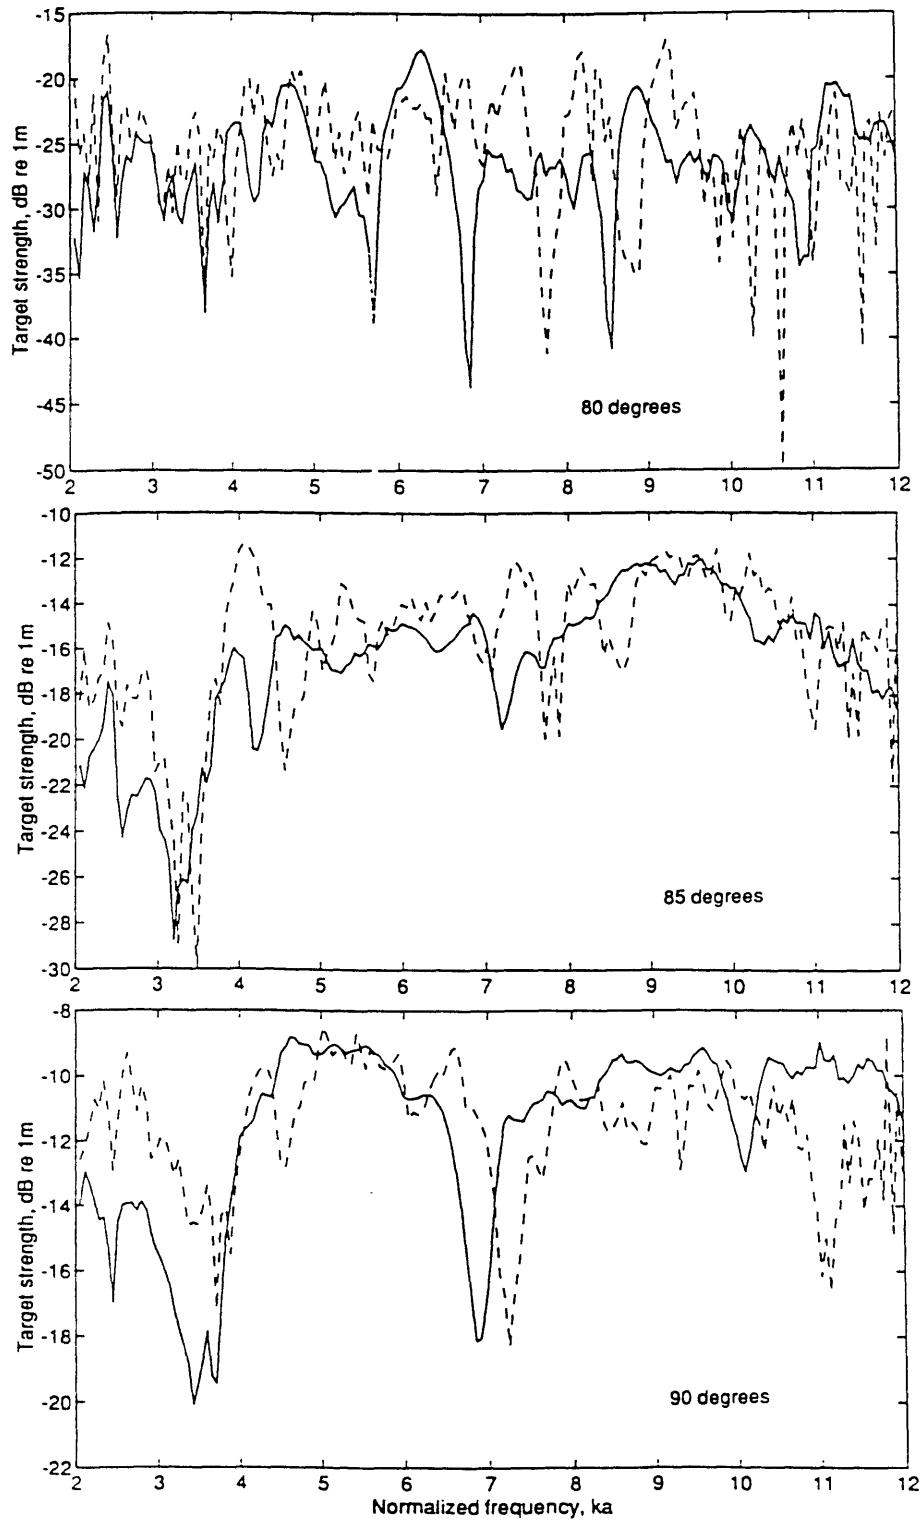 -15
-20
-25
-30
-35
-40
-45
-50
Target strength, dB re 1m
80 degrees
2 3 4 5 6 7 8 9 10 11 12
-10
-12
-14
-16
-18
-20
-22
-24
-26
-28
-30
Target strength, dB re 1m
85 degrees
2 3 4 5 6 7 8 9 10 11 12
-8
-10
-12
-14
-16
-18
-20
-22
Target strength, dB re 1m
90 degrees
2 3 4 5 6 7 8 9 10 11 12
Normalized frequency, ka